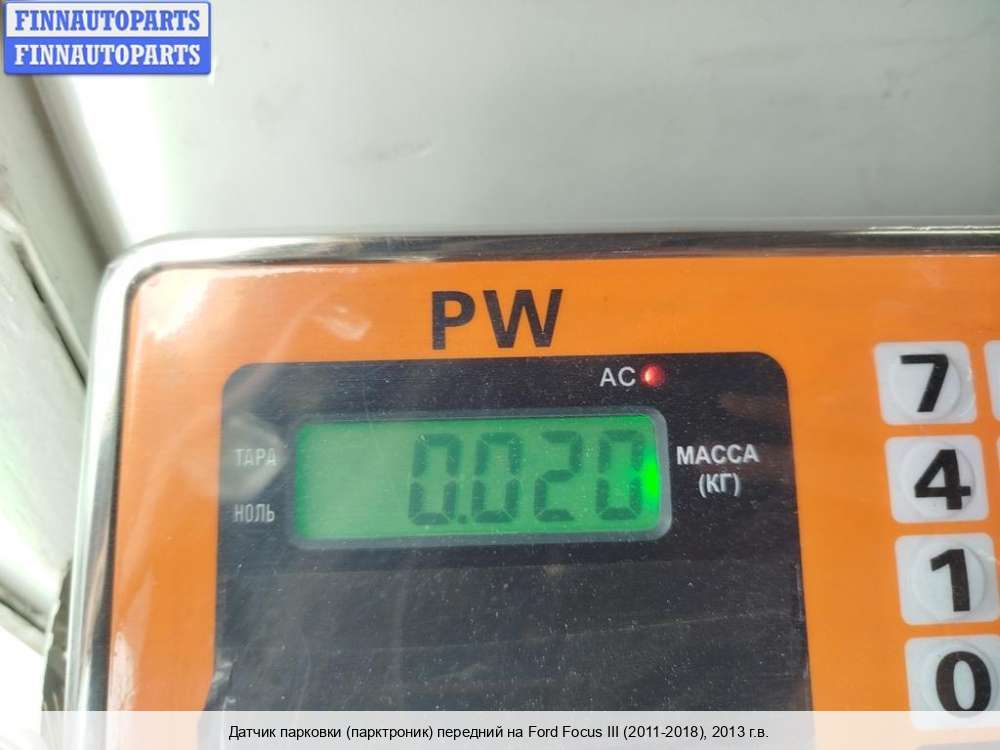 FINNAUTOPARTS
FINNAUTOPARTS
PW
AC
ТАРА
НОЛЬ
0.020
МАССА
(КГ)
7
4
1
0
Датчик парковки (парктроник) передний на Ford Focus III (2011-2018), 2013 г.в.